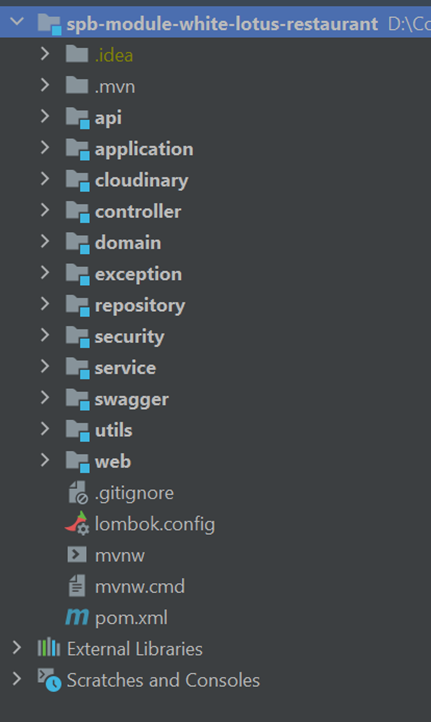 spb-module-white-lotus-restaurant D:\Co
.idea
.mvn
api
application
cloudinary
controller
domain
exception
repository
security
service
swagger
utils
web
.gitignore
lombok.config
mvnw
mvnw.cmd
pom.xml
External Libraries
Scratches and Consoles